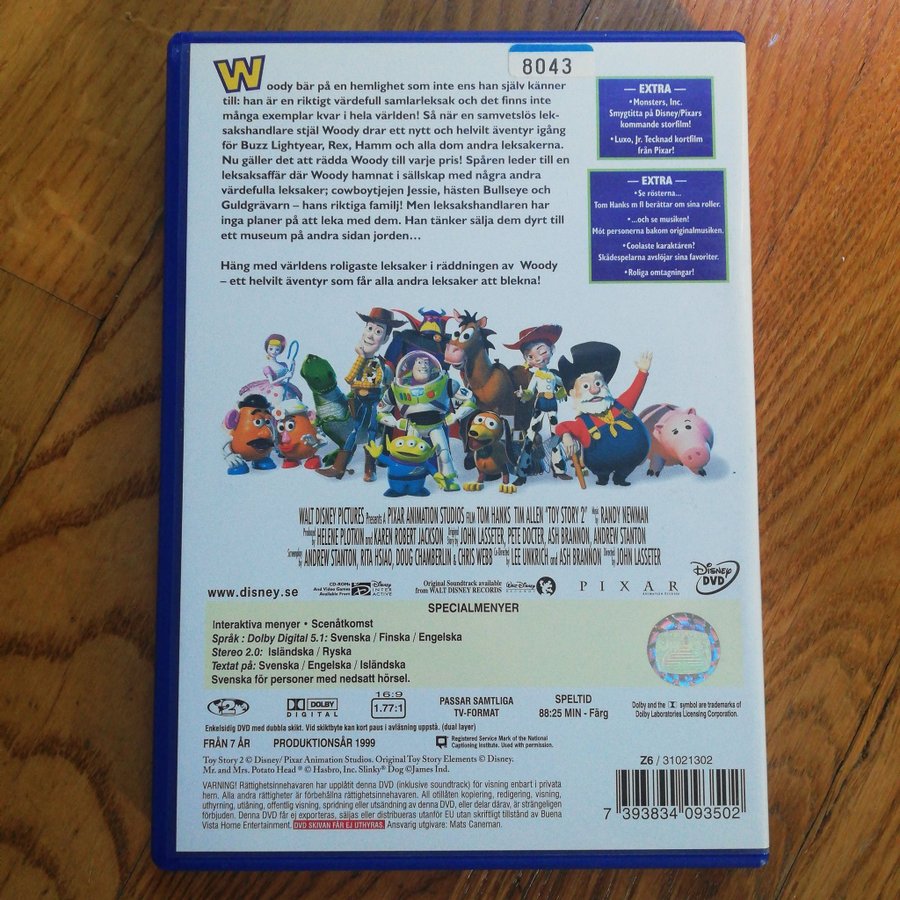 8043
Woody bär på en hemlighet som inte ens han själv känner
till: han är en riktigt värdefull samlarleksak och det finns inte
många exemplar kvar i hela världen! Så när en samvetslös lek-
sakshandlare stjäl Woody drar ett nytt och helvilt äventyr igång
för Buzz Lightyear, Rex, Hamm och alla dom andra leksakerna.
Nu gäller det att rädda Woody till varje pris! Spåren leder till en
leksaksaffär där Woody hamnat i sällskap med några andra
värdefulla leksaker; cowboytjejen Jessie, hästen Bullseye och
Guldgrävarn – hans riktiga familj! Men leksakshandlaren har
inga planer på att leka med dem. Han tänker sälja dem dyrt till
ett museum på andra sidan jorden…
Häng med världens roligaste leksaker i räddningen av Woody
– ett helvilt äventyr som får alla andra leksaker att blekna!
— EXTRA —
• Monsters, Inc.
Smygtitta på Disney/Pixars
kommande storfilm!
• Luxo, Jr. Tecknad kortfilm
från Pixar!
— EXTRA —
• Se rösterna...
Tom Hanks m fl berättar om sina roller.
• ...och se musiken!
Möt personerna bakom originalmusiken.
• Coolaste karaktären?
Skådespelarna avslöjar sina favoriter.
• Roliga omtagningar!
WALT DISNEY PICTURES Presents A PIXAR ANIMATION STUDIOS FILM TOM HANKS TIM ALLEN "TOY STORY 2" Music by RANDY NEWMAN
Produced by HELENE PLOTKIN and KAREN ROBERT JACKSON Original Story by JOHN LASSETER, PETE DOCTER, ASH BRANNON, ANDREW STANTON
Screenplay by ANDREW STANTON, RITA HSIAO, DOUG CHAMBERLIN & CHRIS WEBB Co-Directed by LEE UNKRICH and ASH BRANNON Directed by JOHN LASSETER
www.disney.se
CD-ROMs
And Video Games
Available From
Disney
INTER
ACTIVE
Original Soundtrack available
from WALT DISNEY RECORDS
WALT DISNEY
RECORDS
PIXAR
ANIMATION STUDIOS
Disney
DVD
SPECIALMENYER
Interaktiva menyer • Scenåtkomst
Språk : Dolby Digital 5.1: Svenska / Finska / Engelska
Stereo 2.0: Isländska / Ryska
Textat på: Svenska / Engelska / Isländska
Svenska för personer med nedsatt hörsel.
2
DOLBY
DIGITAL
16:9
1.77:1
PASSAR SAMTLIGA
TV-FORMAT
SPELTID
88:25 MIN - Färg
Dolby and the symbol are trademarks of
Dolby Laboratories Licensing Corporation.
Enkelsidig DVD med dubbla skikt. Vid skiktbyte kan kort paus i avläsning uppstå. (dual layer)
FRÅN 7 ÅR PRODUKTIONSÅR 1999
Registered Service Mark of the National
Captioning Institute. Used with permission.
Toy Story 2 © Disney/ Pixar Animation Studios. Original Toy Story Elements © Disney.
Mr. and Mrs. Potato Head ® © Hasbro, Inc. Slinky® Dog ©James Ind.
VARNING! Rättighetsinnehavaren har upplåtit denna DVD (inklusive soundtrack) för visning enbart i privata
hem. Alla andra rättigheter är förbehålla rättighetsinnehavaren. All otillåten kopiering, redigering, visning,
uthyrning, utlåning, offentlig visning, spridning eller utsändning av denna DVD, eller delar därav, är strängeligen
förbjuden. Denna DVD får ej exporteras, säljas eller distribueras utanför EU utan skriftligt tillstånd av Buena
Vista Home Entertainment. DVD SKIVAN FÅR EJ UTHYRAS. Ansvarig utgivare: Mats Caneman.
Z6 / 31021302
7 393834 093502